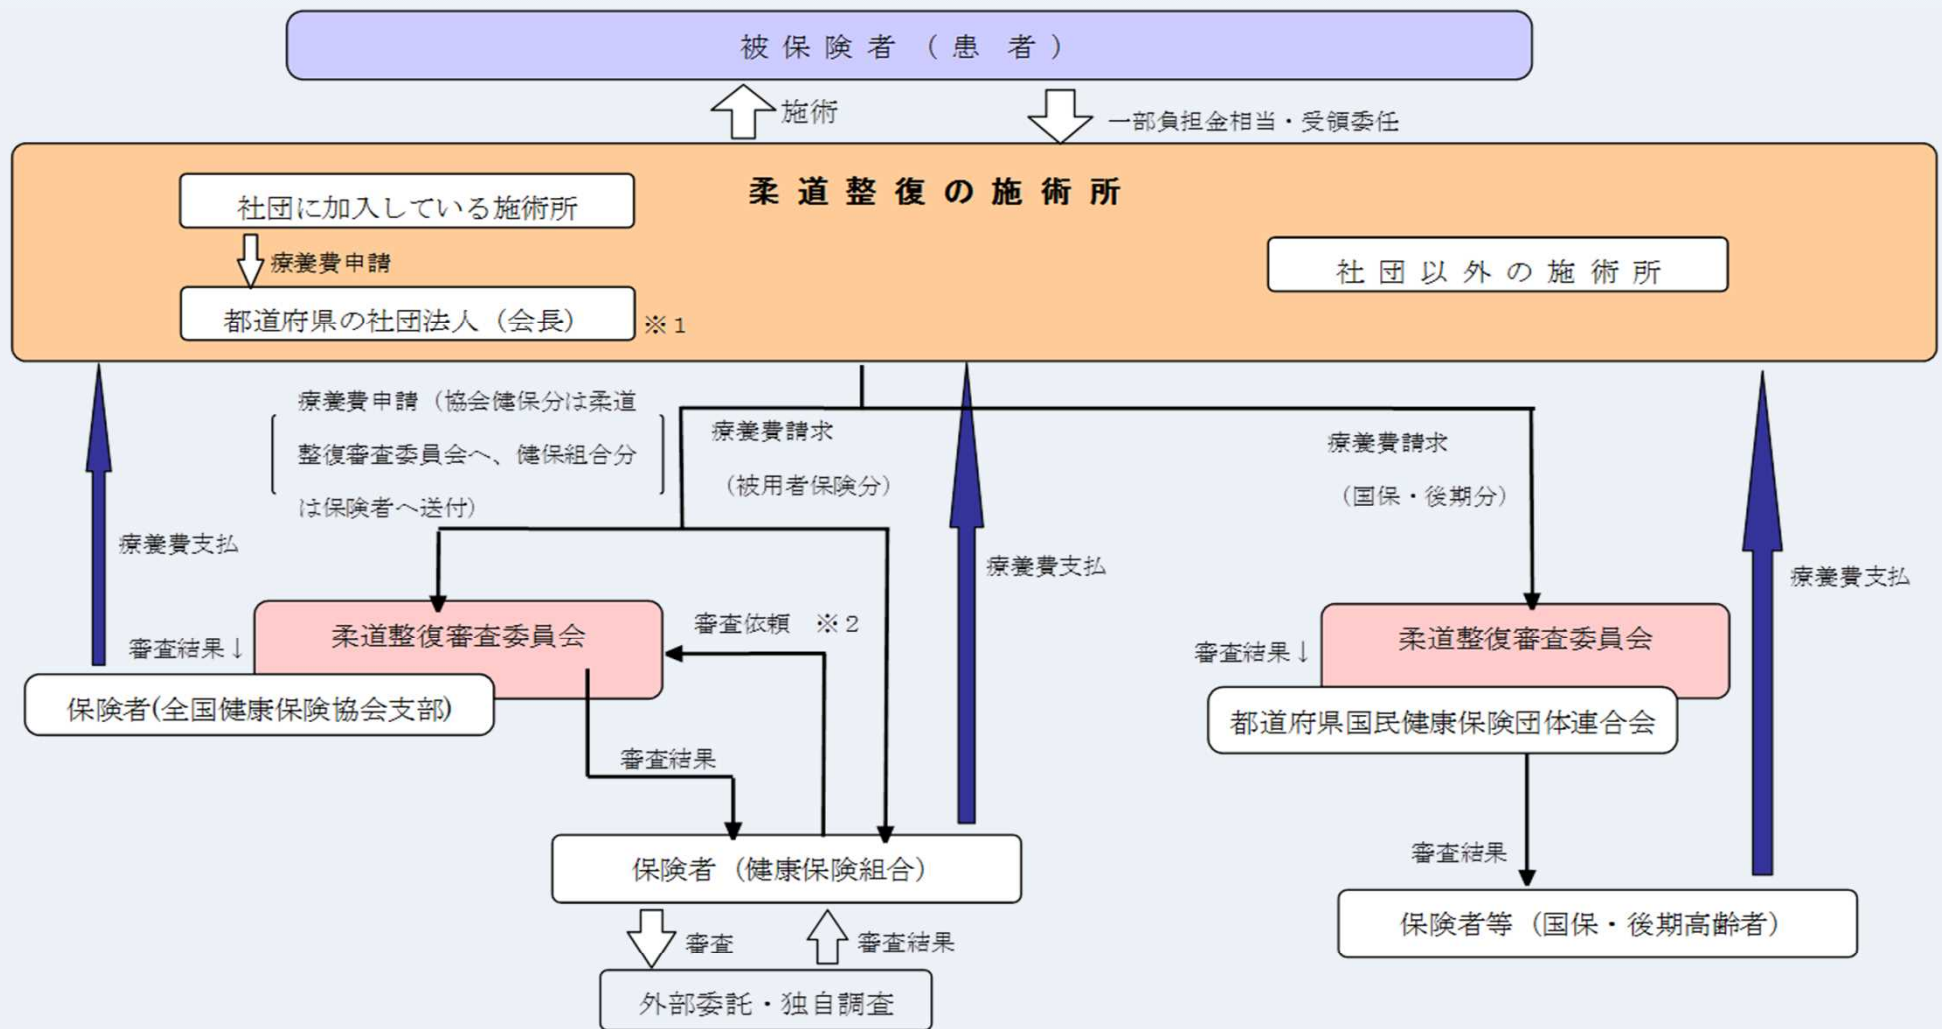 被保険者（患者）
施術
一部負担金相当・受領委任
柔道整復の施術所
社団に加入している施術所
療養費申請
都道府県の社団法人（会長）
※１
社団以外の施術所
療養費申請（協会健保分は柔道
整復審査委員会へ、健保組合分
は保険者へ送付）
療養費請求
（被用者保険分）
療養費請求
（国保・後期分）
療養費支払
療養費支払
療養費支払
審査結果↓
柔道整復審査委員会
審査依頼　※２
保険者(全国健康保険協会支部)
審査結果
審査結果↓
柔道整復審査委員会
都道府県国民健康保険団体連合会
審査結果
保険者（健康保険組合）
保険者等（国保・後期高齢者）
審査
審査結果
外部委託・独自調査